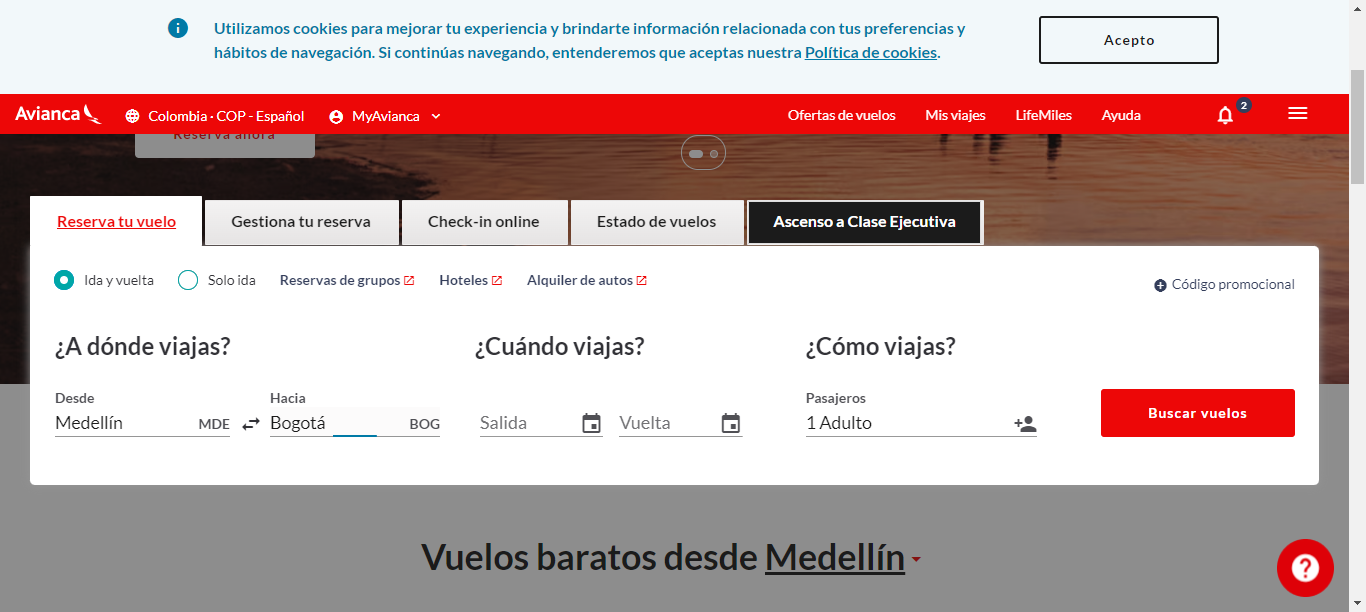 Utilizamos cookies para mejorar tu experiencia y brindarte información relacionada con tus preferencias y
hábitos de navegación. Si continúas navegando, entenderemos que aceptas nuestra Política de cookies.
Acepto
Avianca
Colombia · COP - Español
MyAvianca
Ofertas de vuelos
Mis viajes
LifeMiles
Ayuda
2
Reserva ahora
Reserva tu vuelo
Gestiona tu reserva
Check-in online
Estado de vuelos
Ascenso a Clase Ejecutiva
Ida y vuelta
Solo ida
Reservas de grupos
Hoteles
Alquiler de autos
Código promocional
¿A dónde viajas?
¿Cuándo viajas?
¿Cómo viajas?
Desde
Hacia
Pasajeros
Medellín MDE
Bogotá BOG
Salida
Vuelta
1 Adulto
Buscar vuelos
Vuelos baratos desde Medellín